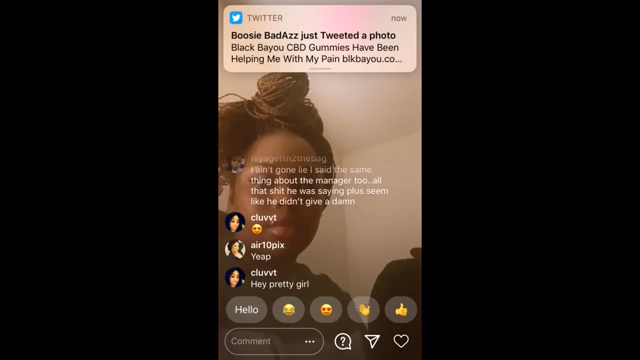 TWITTER
now
Boosie BadAzz just Tweeted a photo
Black Bayou CBD Gummies Have Been
Helping Me With My Pain blkbayou.co...
niyagettn2thebag
I ain't gone lie I said the same
thing about the manager too..all
that shit he was saying plus seem
like he didn't give a damn
cluvvt
😍
air10pix
Yeap
cluvvt
Hey pretty girl
Hello 😂 😍 👋 👍
Comment